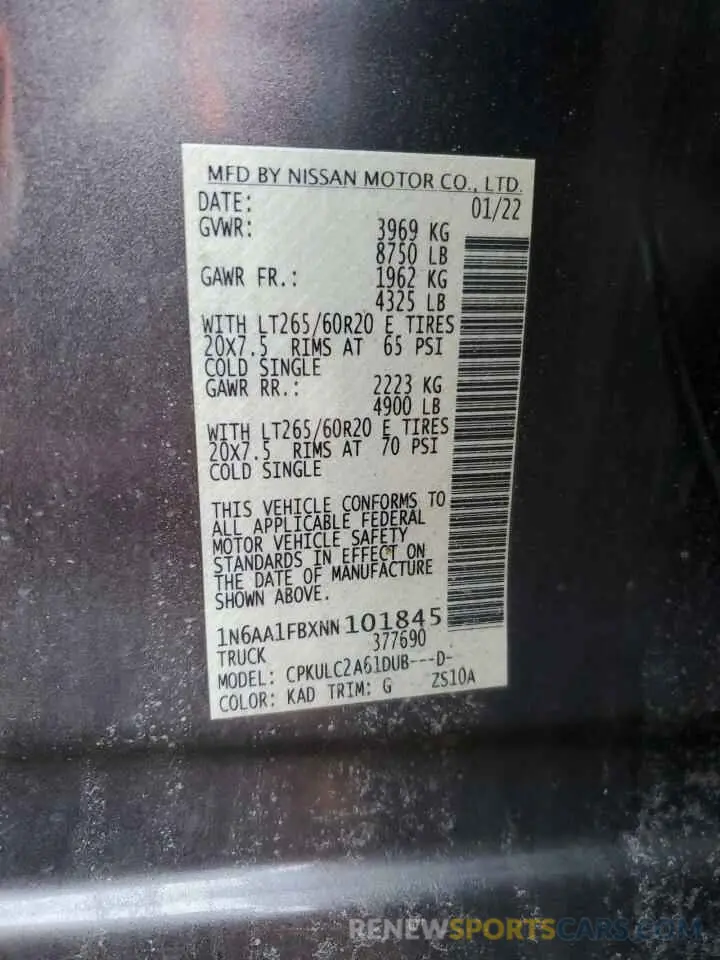 MFD BY NISSAN MOTOR CO., LTD.
DATE: 01/22
GVWR: 3969 KG
8750 LB
GAWR FR.: 1962 KG
4325 LB
WITH LT265/60R20 E TIRES
20X7.5 RIMS AT 65 PSI
COLD SINGLE
GAWR RR.: 2223 KG
4900 LB
WITH LT265/60R20 E TIRES
20X7.5 RIMS AT 70 PSI
COLD SINGLE
THIS VEHICLE CONFORMS TO
ALL APPLICABLE FEDERAL
MOTOR VEHICLE SAFETY
STANDARDS IN EFFECT ON
THE DATE OF MANUFACTURE
SHOWN ABOVE.
1N6AA1FBXNN101845
TRUCK 377690
MODEL: CPKULC2A61DUB---D-
COLOR: KAD TRIM: G ZS10A
RENEWSPORTSCARS.COM